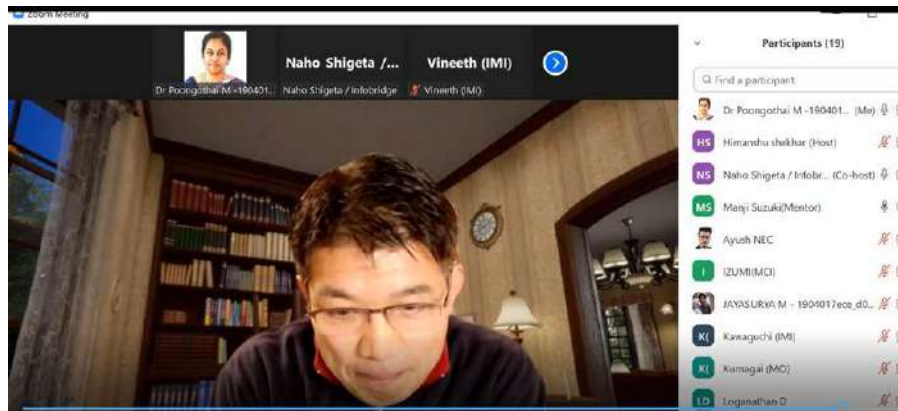 Zoom Meeting
Naho Shigeta /...
Vineeth (IMI)
Dr Poongothai M -190401...
Naho Shigeta / Infobridge
Vineeth (IMI)
Participants (19)
Find a participant
Dr Poongothai M -190401... (Me)
HS Himanshu shekhar (Host)
NS Naho Shigeta / Infobr... (Co-host)
MS Manji Suzuki(Mentor)
Ayush NEC
I IZUMI(MCI)
JAYASURYA M - 1904017ece_d0...
K( Kawaguchi (IMI)
K( Kumagai (MO)
LD Loganathan D